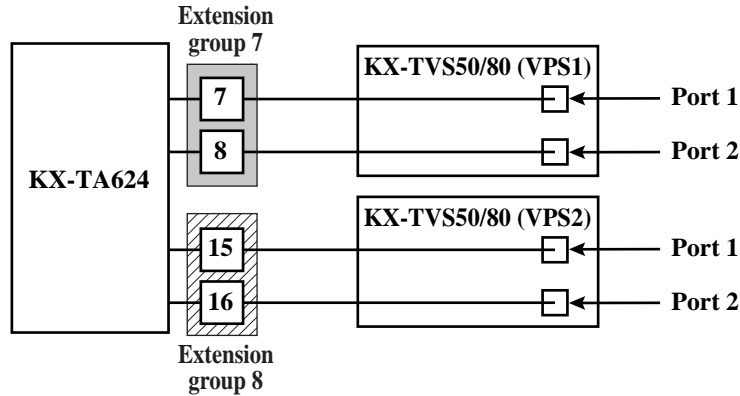 Extension
group 7
KX-TVS50/80 (VPS1)
7
Port 1
8
Port 2
KX-TA624
KX-TVS50/80 (VPS2)
15
Port 1
16
Port 2
Extension
group 8